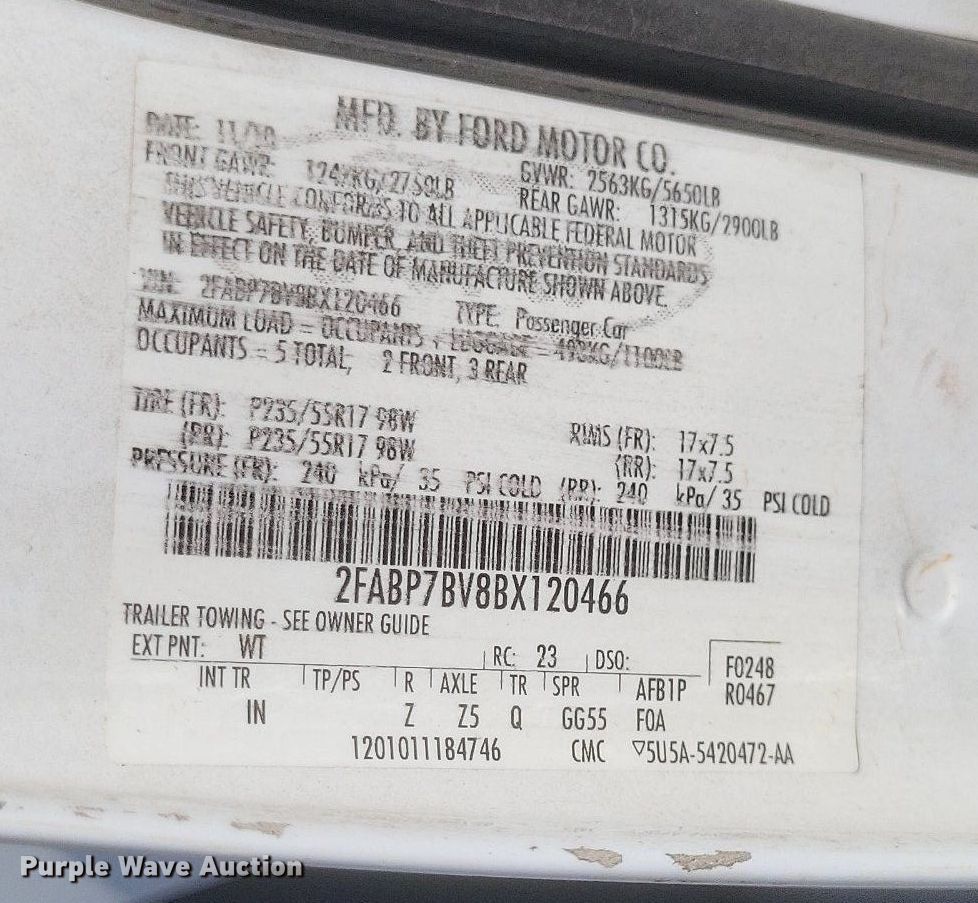 MFD. BY FORD MOTOR CO.
DATE: 11/10
GVWR: 2563KG/5650LB
FRONT GAWR: 1247KG/2750LB
REAR GAWR: 1315KG/2900LB
THIS VEHICLE CONFORMS TO ALL APPLICABLE FEDERAL MOTOR
VEHICLE SAFETY, BUMPER, AND THEFT PREVENTION STANDARDS
IN EFFECT ON THE DATE OF MANUFACTURE SHOWN ABOVE.
VIN: 2FABP7BV8BX120466 TYPE: Passenger Car
MAXIMUM LOAD = OCCUPANTS + LUGGAGE = 498KG/1100LB
OCCUPANTS = 5 TOTAL, 2 FRONT, 3 REAR
TIRE (FR): P235/55R17 98W RIMS (FR): 17x7.5
(RR): P235/55R17 98W (RR): 17x7.5
PRESSURE (FR): 240 kPa/ 35 PSI COLD (RR): 240 kPa/ 35 PSI COLD
2FABP7BV8BX120466
TRAILER TOWING - SEE OWNER GUIDE
EXT PNT: WT RC: 23 DSO: F0248
INT TR TP/PS R AXLE TR SPR AFB1P R0467
IN Z Z5 Q GG55 FOA
1201011184746 CMC ▽5U5A-5420472-AA
Purple Wave Auction